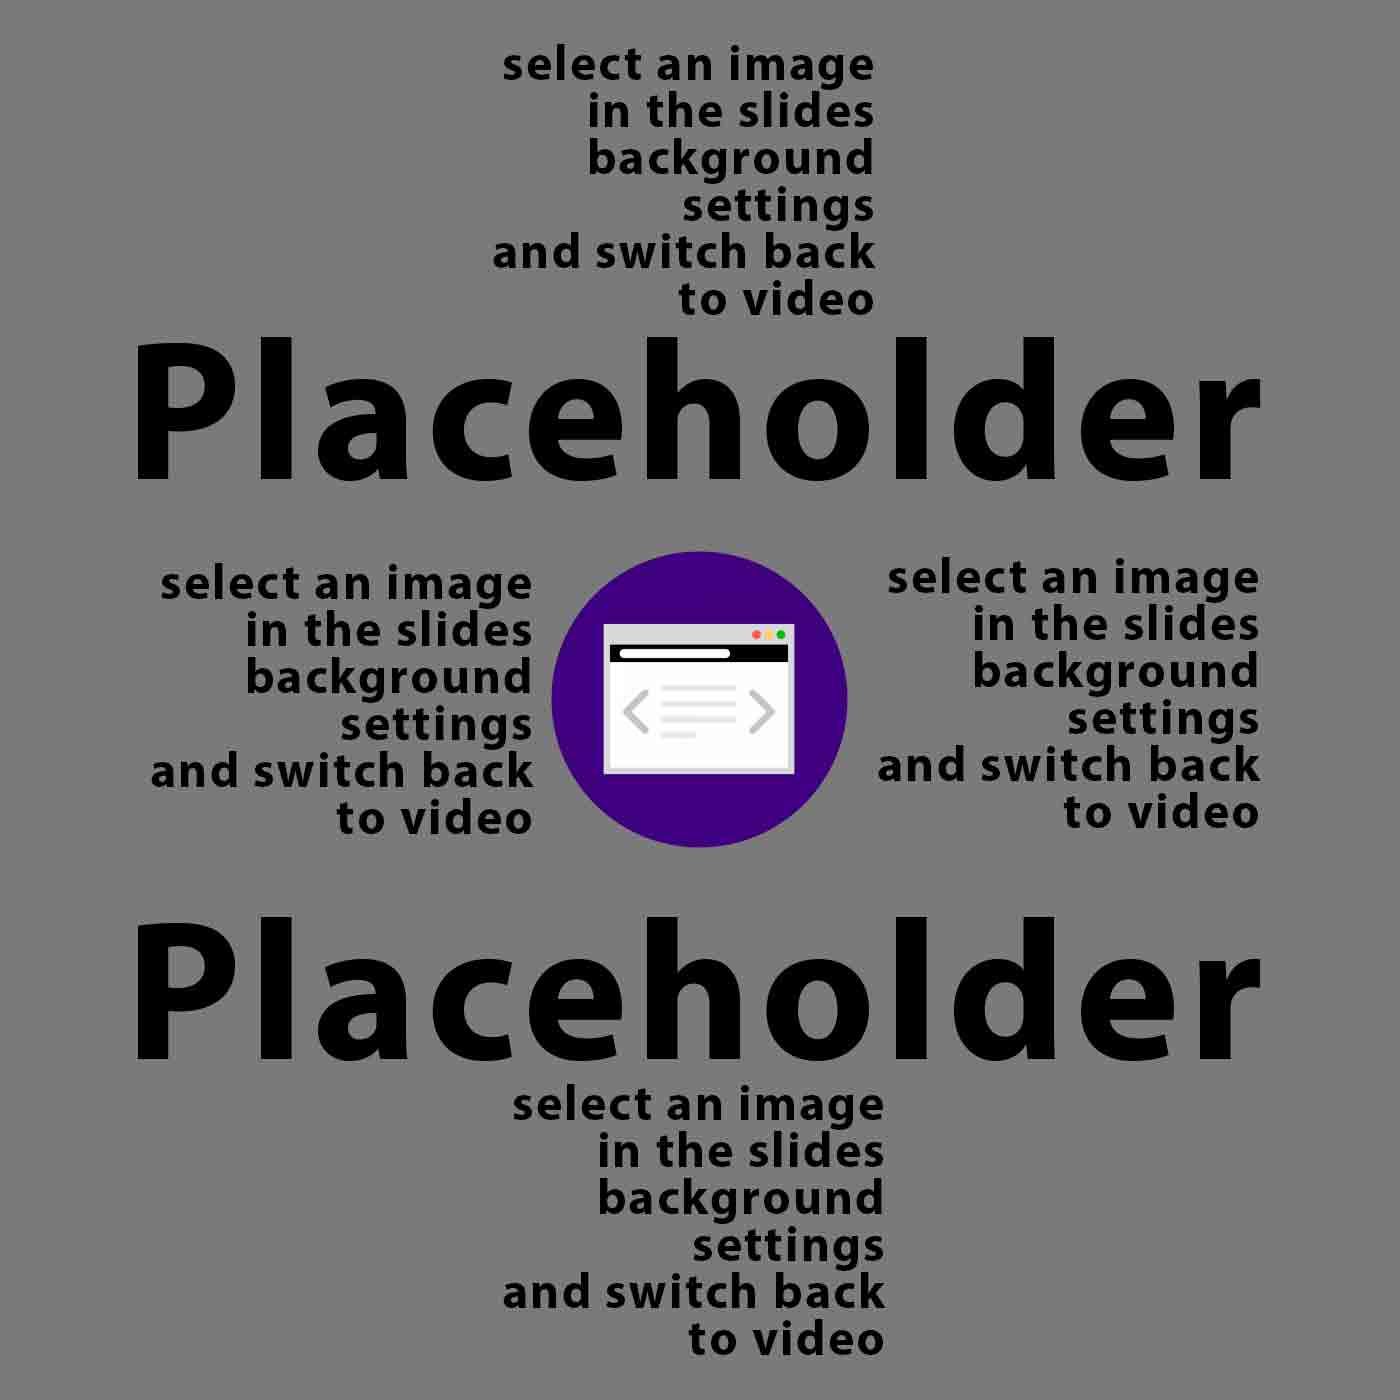 select an image
in the slides
background
settings
and switch back
to video
Placeholder
select an image
in the slides
background
settings
and switch back
to video
select an image
in the slides
background
settings
and switch back
to video
Placeholder
select an image
in the slides
background
settings
and switch back
to video